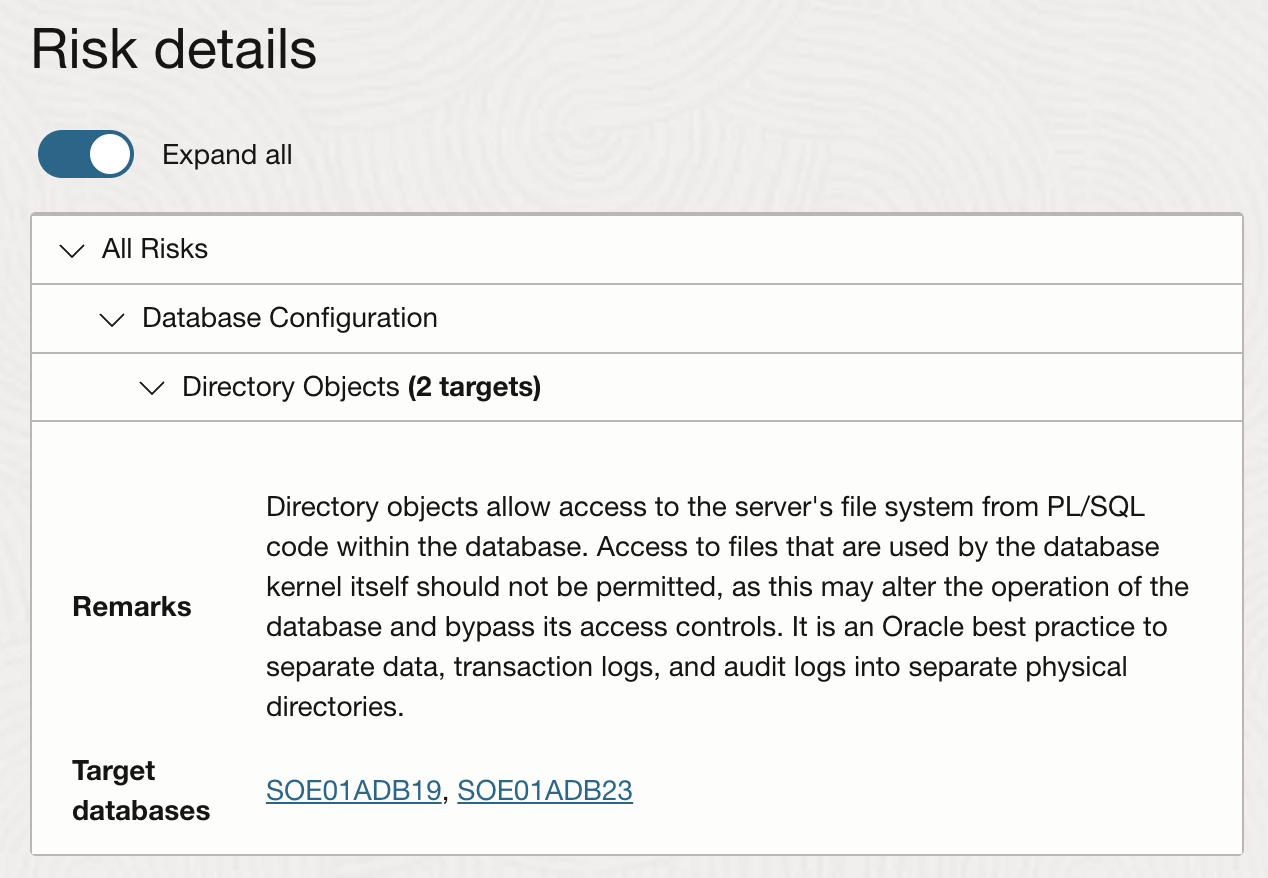 Risk details
Expand all
All Risks
Database Configuration
Directory Objects (2 targets)
Remarks
Directory objects allow access to the server's file system from PL/SQL
code within the database. Access to files that are used by the database
kernel itself should not be permitted, as this may alter the operation of the
database and bypass its access controls. It is an Oracle best practice to
separate data, transaction logs, and audit logs into separate physical
directories.
Target
databases
SOE01ADB19, SOE01ADB23